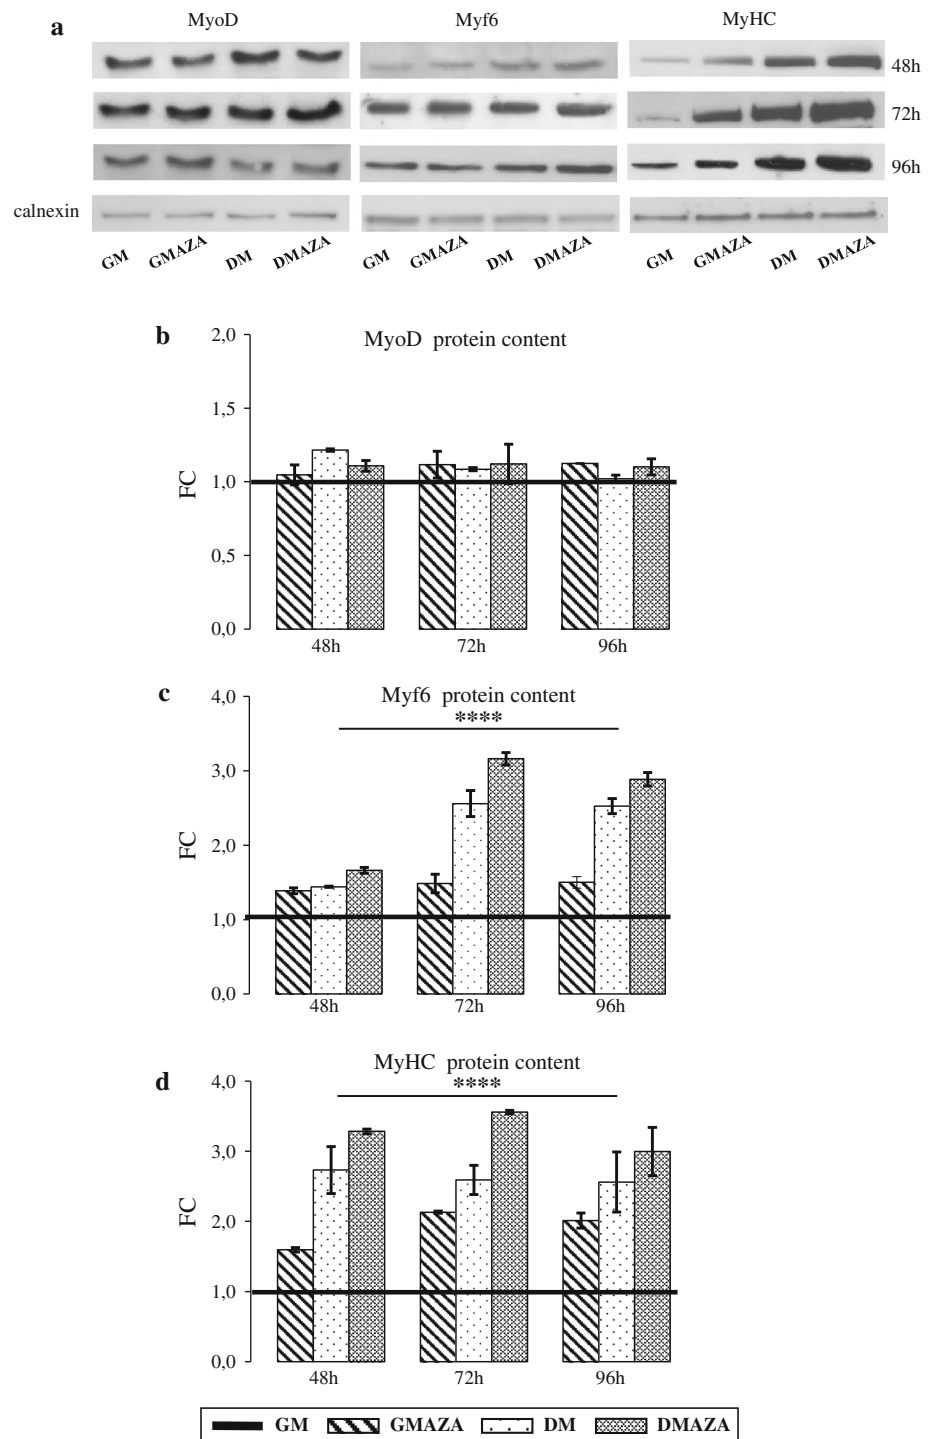 a
MyoD Myf6 MyHC
48h
72h
96h
calnexin
GM GMAZA DM DMAZA GM GMAZA DM DMAZA GM GMAZA DM DMAZA
b
MyoD protein content
2,0
1,5
1,0
0,5
0,0
FC
48h 72h 96h
c
Myf6 protein content
****
4,0
3,0
2,0
1,0
0,0
FC
48h 72h 96h
d
MyHC protein content
****
4,0
3,0
2,0
1,0
0,0
FC
48h 72h 96h
GM GMAZA DM DMAZA